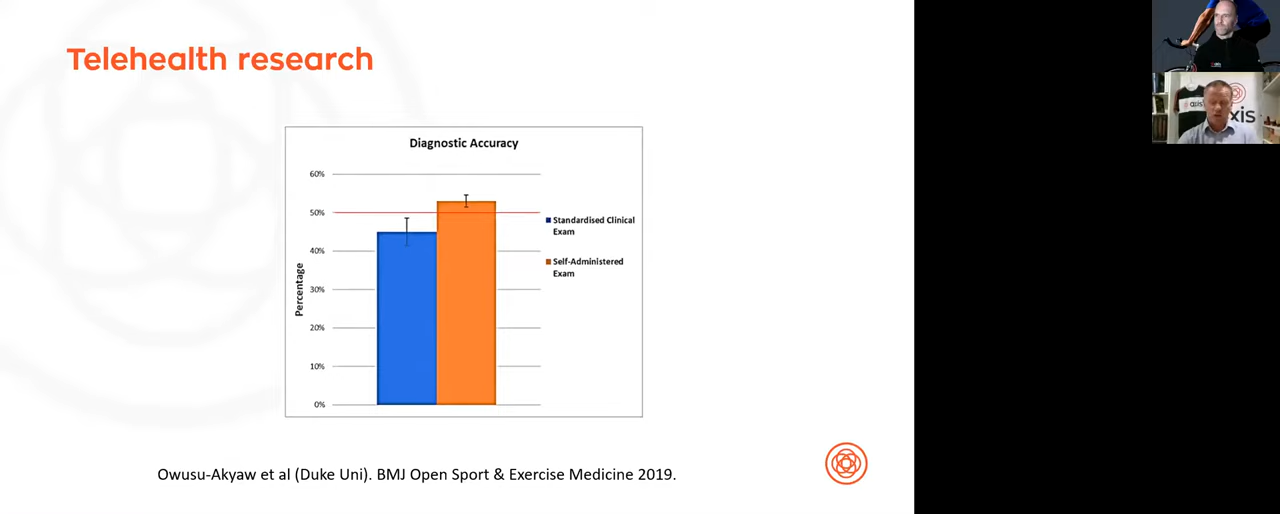 Telehealth research
Diagnostic Accuracy
60%
50%
40%
30%
20%
10%
0%
Percentage
Standardised Clinical
Exam
Self-Administered
Exam
Owusu-Akyaw et al (Duke Uni). BMJ Open Sport & Exercise Medicine 2019.